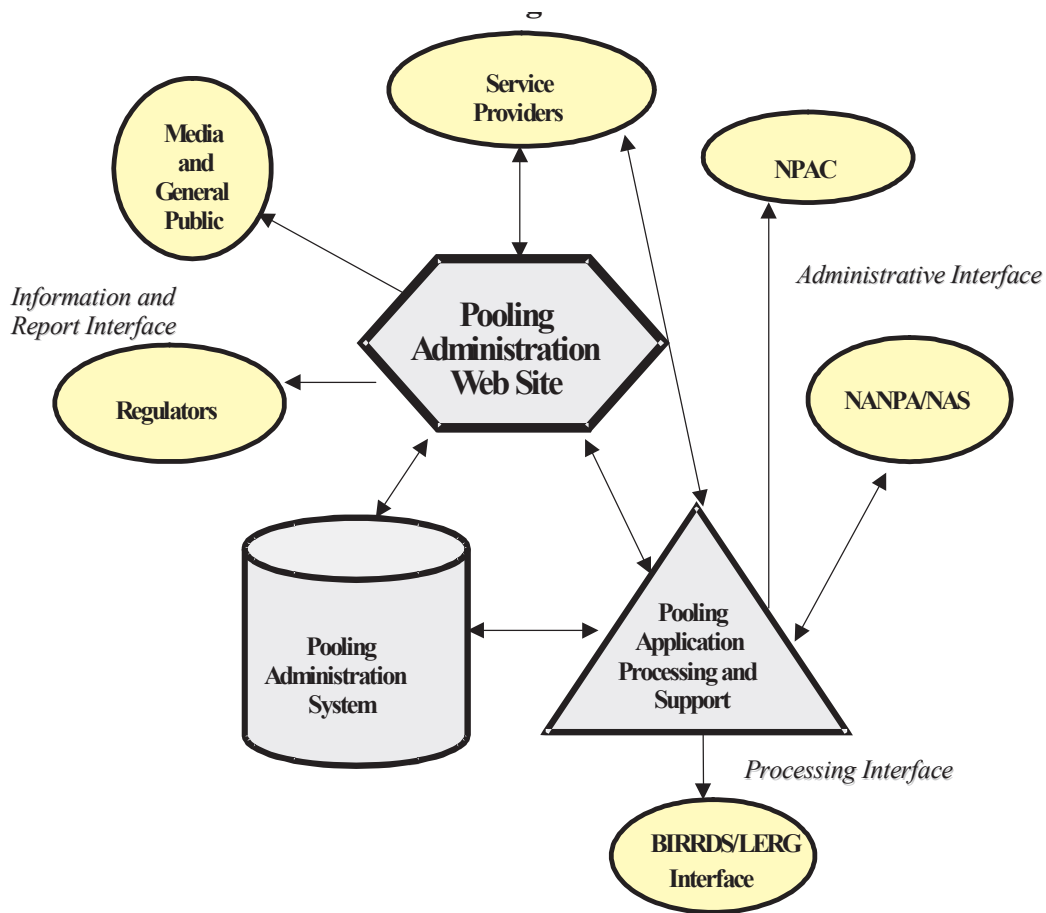 g
Service
Providers
Media
and
General
Public
NPAC
Administrative Interface
Information and
Report Interface
Pooling
Administration
Web Site
Regulators
NANPA/NAS
Pooling
Administration
System
Pooling
Application
Processing and
Support
Processing Interface
BIRRDS/LERG
Interface